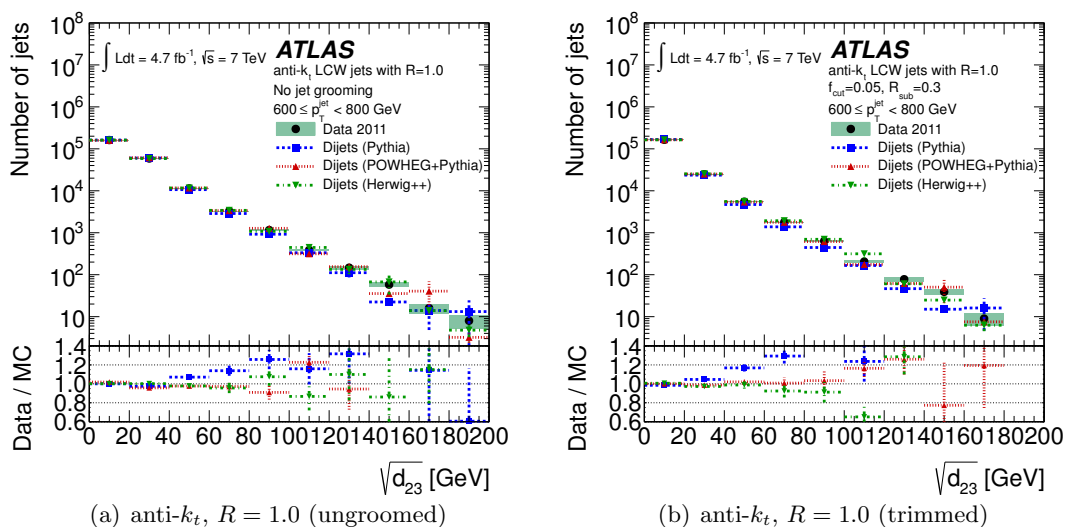 Number of jets
10^8
10^7
10^6
10^5
10^4
10^3
10^2
10
∫ Ldt = 4.7 fb^-1, √s = 7 TeV
ATLAS
anti-k_t LCW jets with R=1.0
No jet grooming
600 ≤ p_T^jet < 800 GeV
Data 2011
Dijets (Pythia)
Dijets (POWHEG+Pythia)
Dijets (Herwig++)
Data / MC
1.4
1.2
1.0
0.8
0.6
0 20 40 60 80 100 120 140 160 180 200
√d_23 [GeV]
(a) anti-k_t, R = 1.0 (ungroomed)
Number of jets
10^8
10^7
10^6
10^5
10^4
10^3
10^2
10
∫ Ldt = 4.7 fb^-1, √s = 7 TeV
ATLAS
anti-k_t LCW jets with R=1.0
f_cut=0.05, R_sub=0.3
600 ≤ p_T^jet < 800 GeV
Data 2011
Dijets (Pythia)
Dijets (POWHEG+Pythia)
Dijets (Herwig++)
Data / MC
1.4
1.2
1.0
0.8
0.6
0 20 40 60 80 100 120 140 160 180 200
√d_23 [GeV]
(b) anti-k_t, R = 1.0 (trimmed)